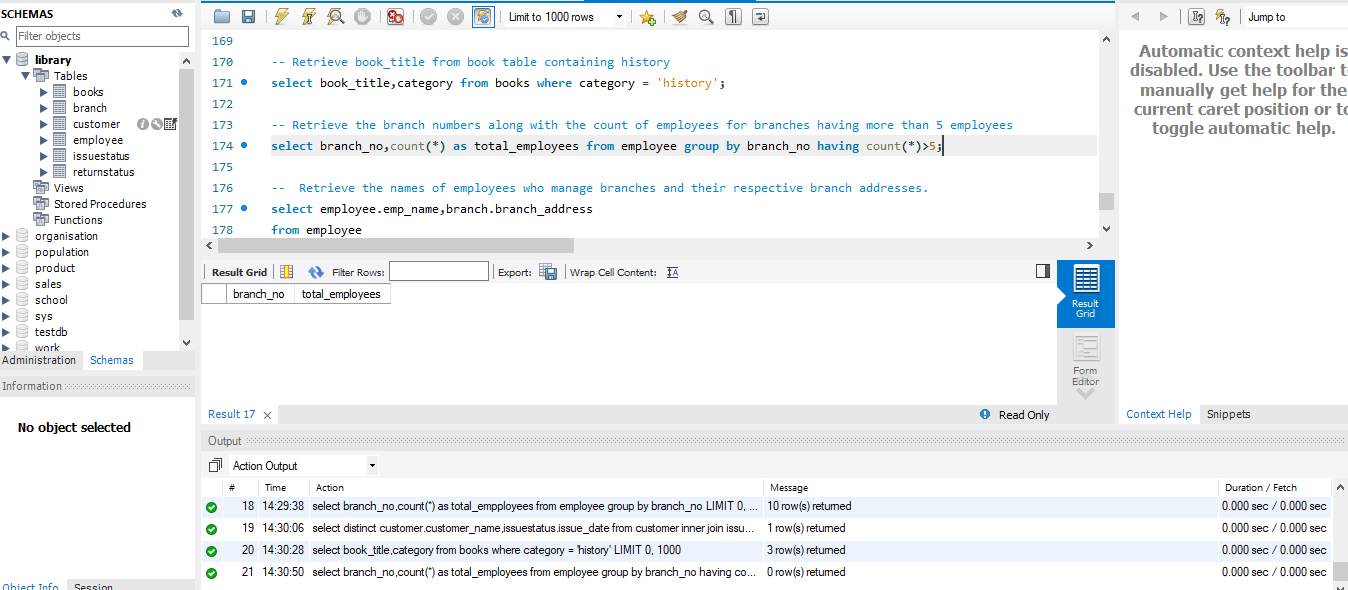 SCHEMAS
Filter objects
library
Tables
books
branch
customer
employee
issuestatus
returnstatus
Views
Stored Procedures
Functions
organisation
population
product
sales
school
sys
testdb
work
Administration Schemas
Information
No object selected
Object Info Session
Limit to 1000 rows
169
170 -- Retrieve book_title from book table containing history
171 select book_title,category from books where category = 'history';
172
173 -- Retrieve the branch numbers along with the count of employees for branches having more than 5 employees
174 select branch_no,count(*) as total_employees from employee group by branch_no having count(*)>5;
175
176 --  Retrieve the names of employees who manage branches and their respective branch addresses.
177 select employee.emp_name,branch.branch_address
178 from employee
Result Grid Filter Rows: Export: Wrap Cell Contents: IA
branch_no total_employees
Result Grid
Form Editor
Result 17 Read Only
Output
Action Output
# Time Action Message Duration / Fetch
18 14:29:38 select branch_no,count(*) as total_empployees from employee group by branch_no LIMIT 0, ... 10 row(s) returned 0.000 sec / 0.000 sec
19 14:30:06 select distinct customer.customer_name,issuestatus.issue_date from customer inner join issu... 1 row(s) returned 0.000 sec / 0.000 sec
20 14:30:28 select book_title,category from books where category = 'history' LIMIT 0, 1000 3 row(s) returned 0.000 sec / 0.000 sec
21 14:30:50 select branch_no,count(*) as total_empployees from employee group by branch_no having co... 0 row(s) returned 0.000 sec / 0.000 sec
Jump to
Automatic context help is
disabled. Use the toolbar to
manually get help for the
current caret position or to
toggle automatic help.
Context Help Snippets